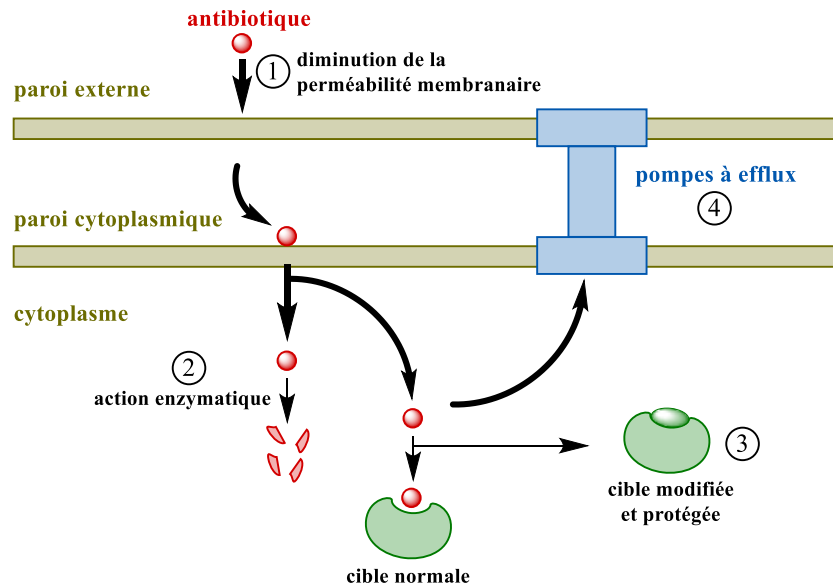 antibiotique
1
diminution de la
perméabilité membranaire
paroi externe
pompes à efflux
4
paroi cytoplasmique
cytoplasme
2
action enzymatique
3
cible modifiée
et protégée
cible normale